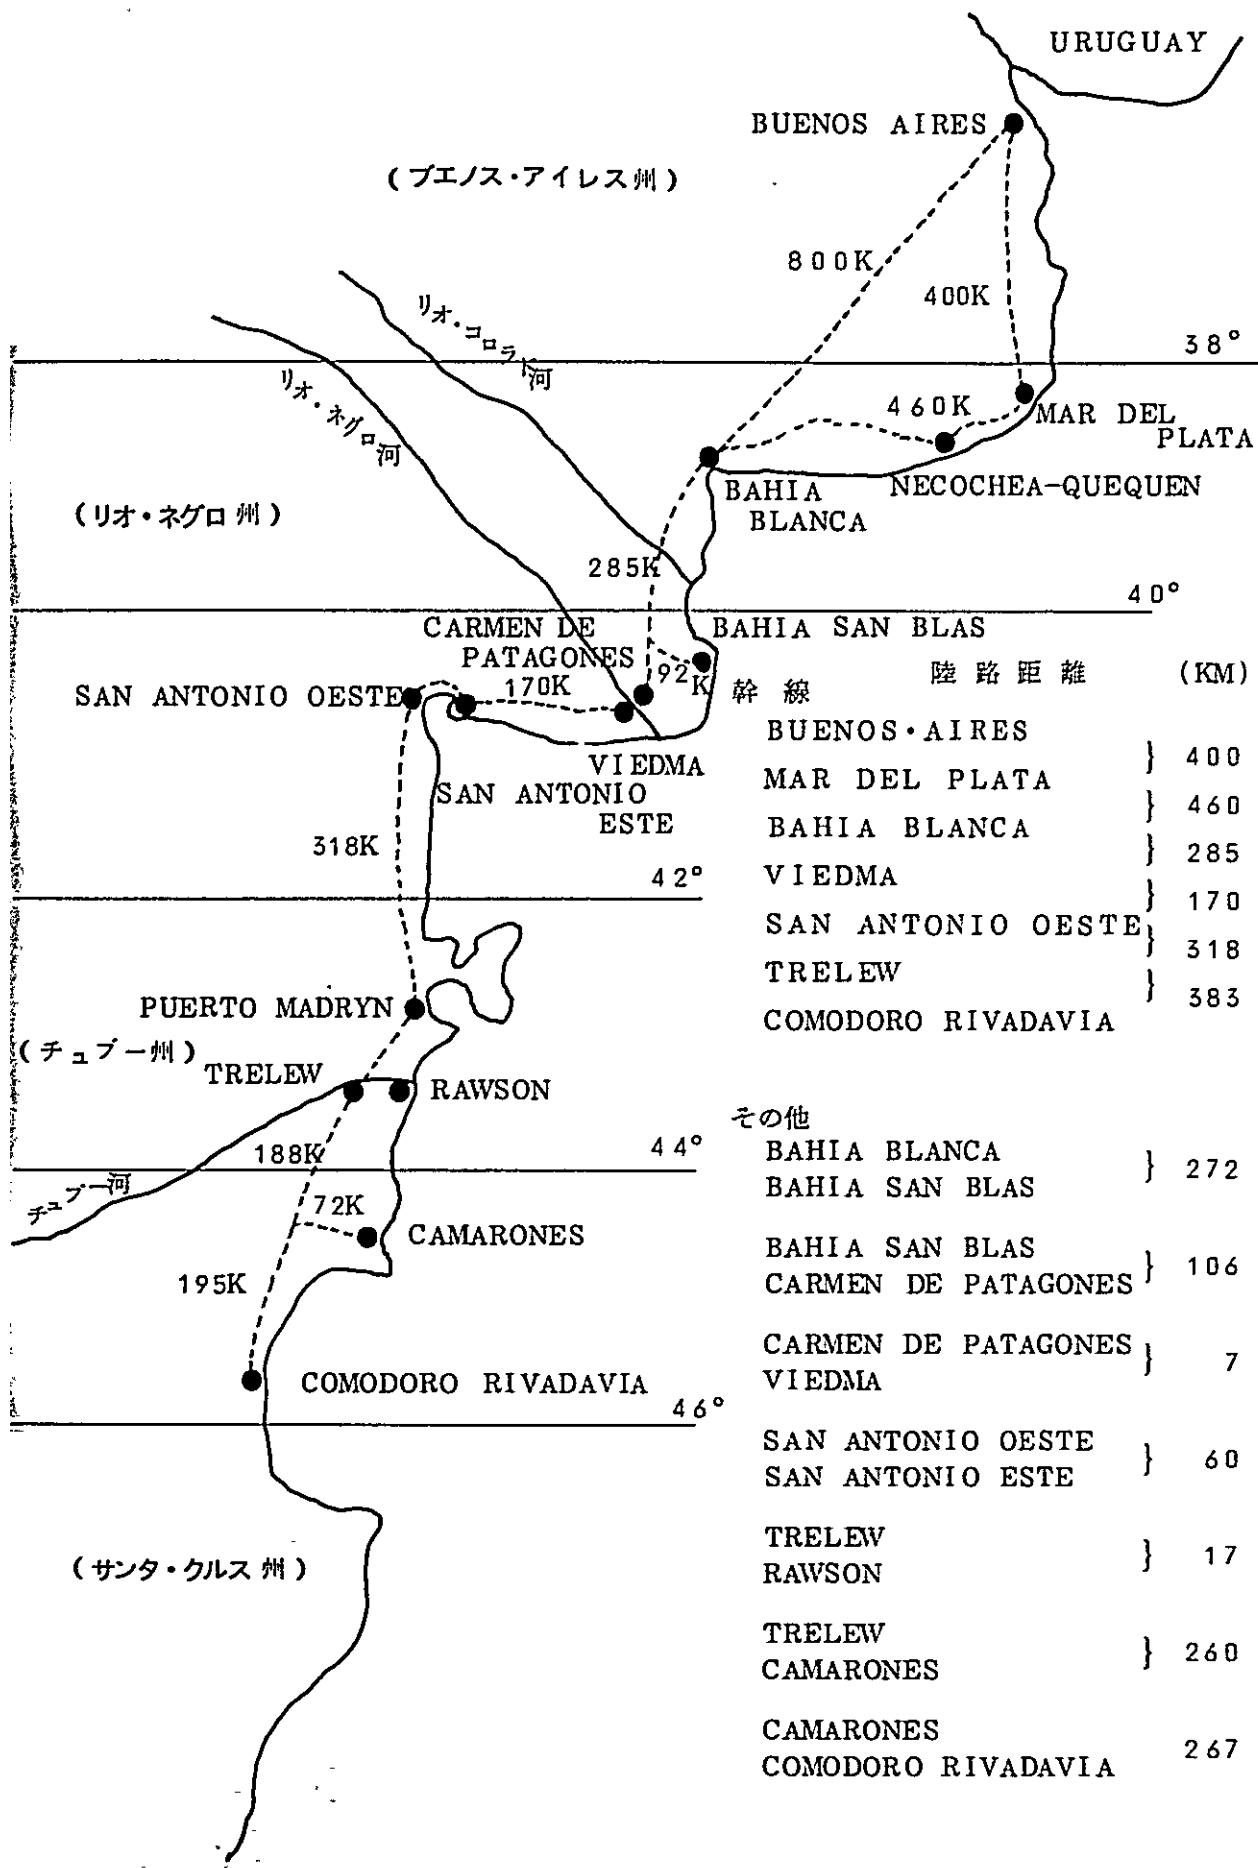 URUGUAY
BUENOS AIRES
(ブエノス・アイレス州)
800K
400K
リオ・コロラド河
38°
リオ・ネグロ河
460K
MAR DEL
PLATA
NECOCHEA-QUEQUEN
BAHIA
BLANCA
(リオ・ネグロ州)
285K
40°
CARMEN DE
PATAGONES
BAHIA SAN BLAS
92K
SAN ANTONIO OESTE
170K
VIEDMA
SAN ANTONIO
ESTE
318K
42°
PUERTO MADRYN
(チュブー州)
TRELEW
RAWSON
188K
44°
チュブー河
72K
CAMARONES
195K
COMODORO RIVADAVIA
46°
(サンタ・クルス州)
陸路距離 (KM)
幹線
BUENOS・AIRES
} 400
MAR DEL PLATA
} 460
BAHIA BLANCA
} 285
VIEDMA
} 170
SAN ANTONIO OESTE
} 318
TRELEW
} 383
COMODORO RIVADAVIA
その他
BAHIA BLANCA
} 272
BAHIA SAN BLAS
BAHIA SAN BLAS
} 106
CARMEN DE PATAGONES
CARMEN DE PATAGONES
} 7
VIEDMA
SAN ANTONIO OESTE
} 60
SAN ANTONIO ESTE
TRELEW
} 17
RAWSON
TRELEW
} 260
CAMARONES
CAMARONES
267
COMODORO RIVADAVIA